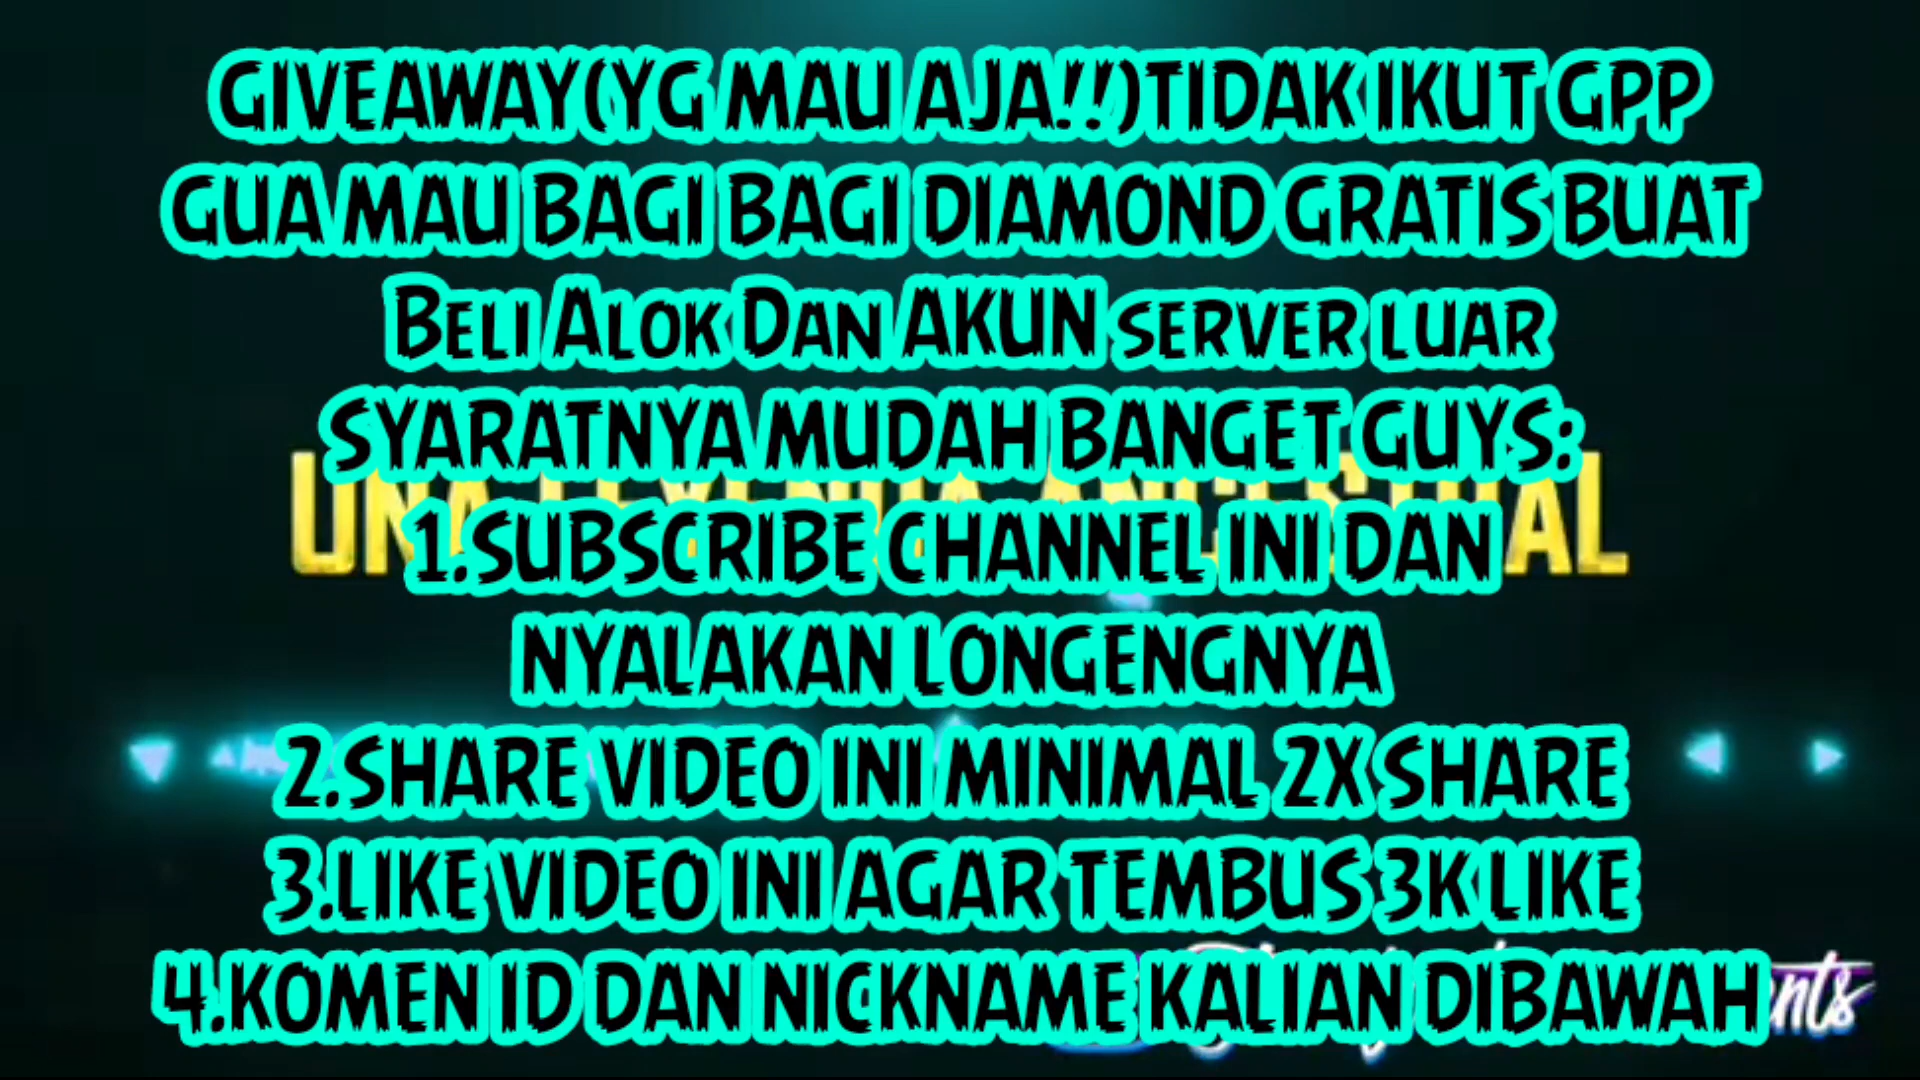 GIVEAWAY(YG MAU AJA!!)TIDAK IKUT GPP
GUA MAU BAGI BAGI DIAMOND GRATIS BUAT
BELI ALOK DAN AKUN SERVER LUAR
SYARATNYA MUDAH BANGET GUYS:
1.SUBSCRIBE CHANNEL INI DAN
NYALAKAN LONGENGNYA
2.SHARE VIDEO INI MINIMAL 2X SHARE
3.LIKE VIDEO INI AGAR TEMBUS 3K LIKE
4.KOMEN ID DAN NICKNAME KALIAN DIBAWAH